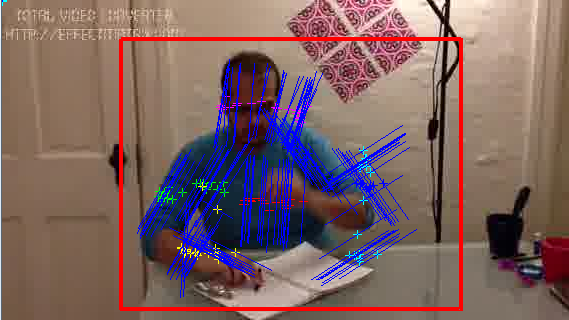 TOTAL VIDEO CONVERTER
HTTP://EFFECTMATRIX.COM